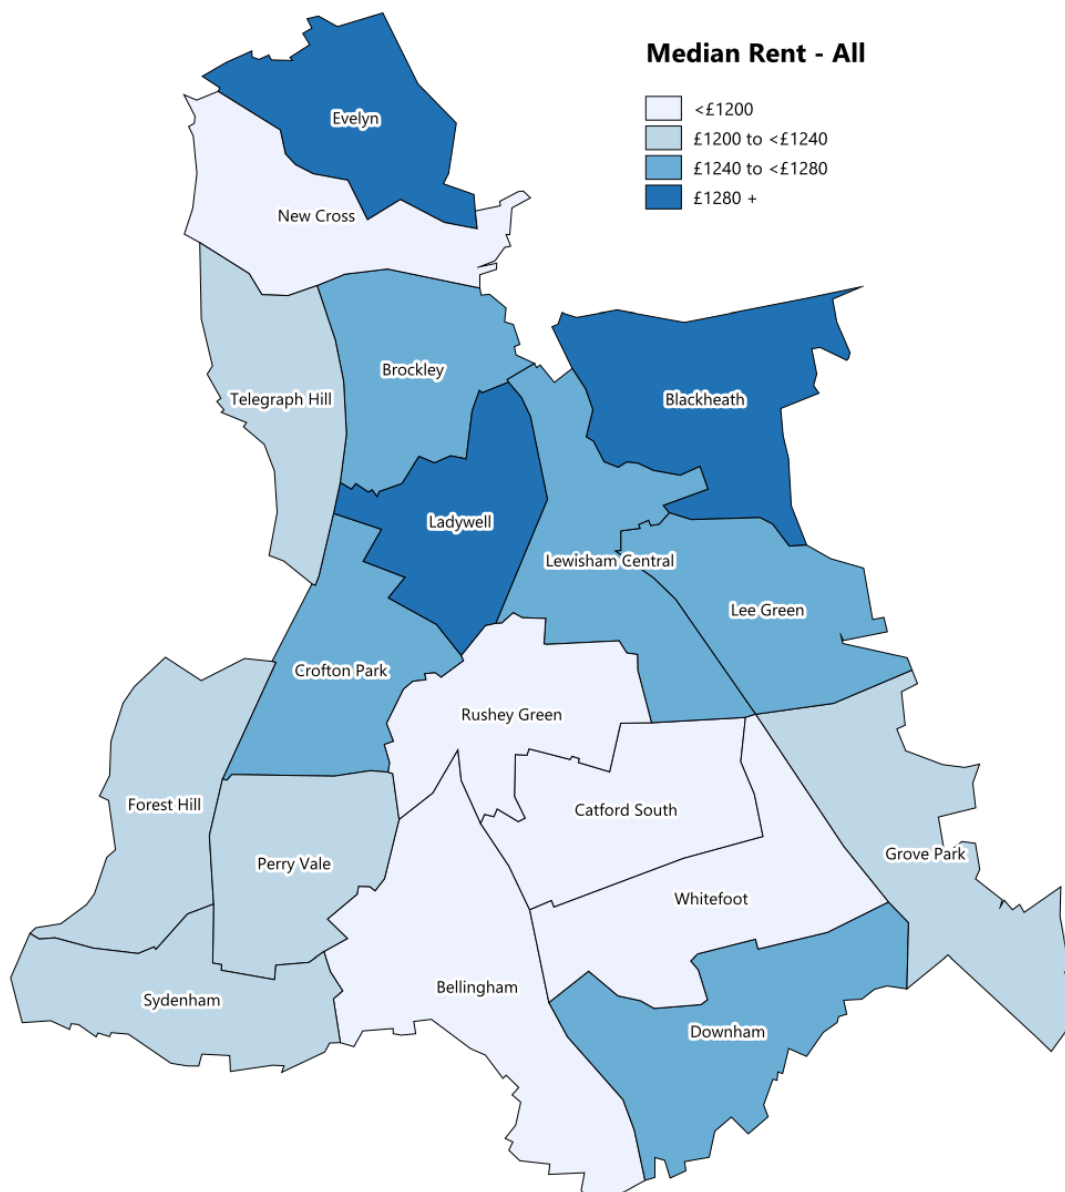 Median Rent - All
<£1200
£1200 to <£1240
£1240 to <£1280
£1280 +
Evelyn
New Cross
Brockley
Telegraph Hill
Blackheath
Ladywell
Lewisham Central
Lee Green
Crofton Park
Rushey Green
Forest Hill
Catford South
Perry Vale
Grove Park
Whitefoot
Bellingham
Sydenham
Downham